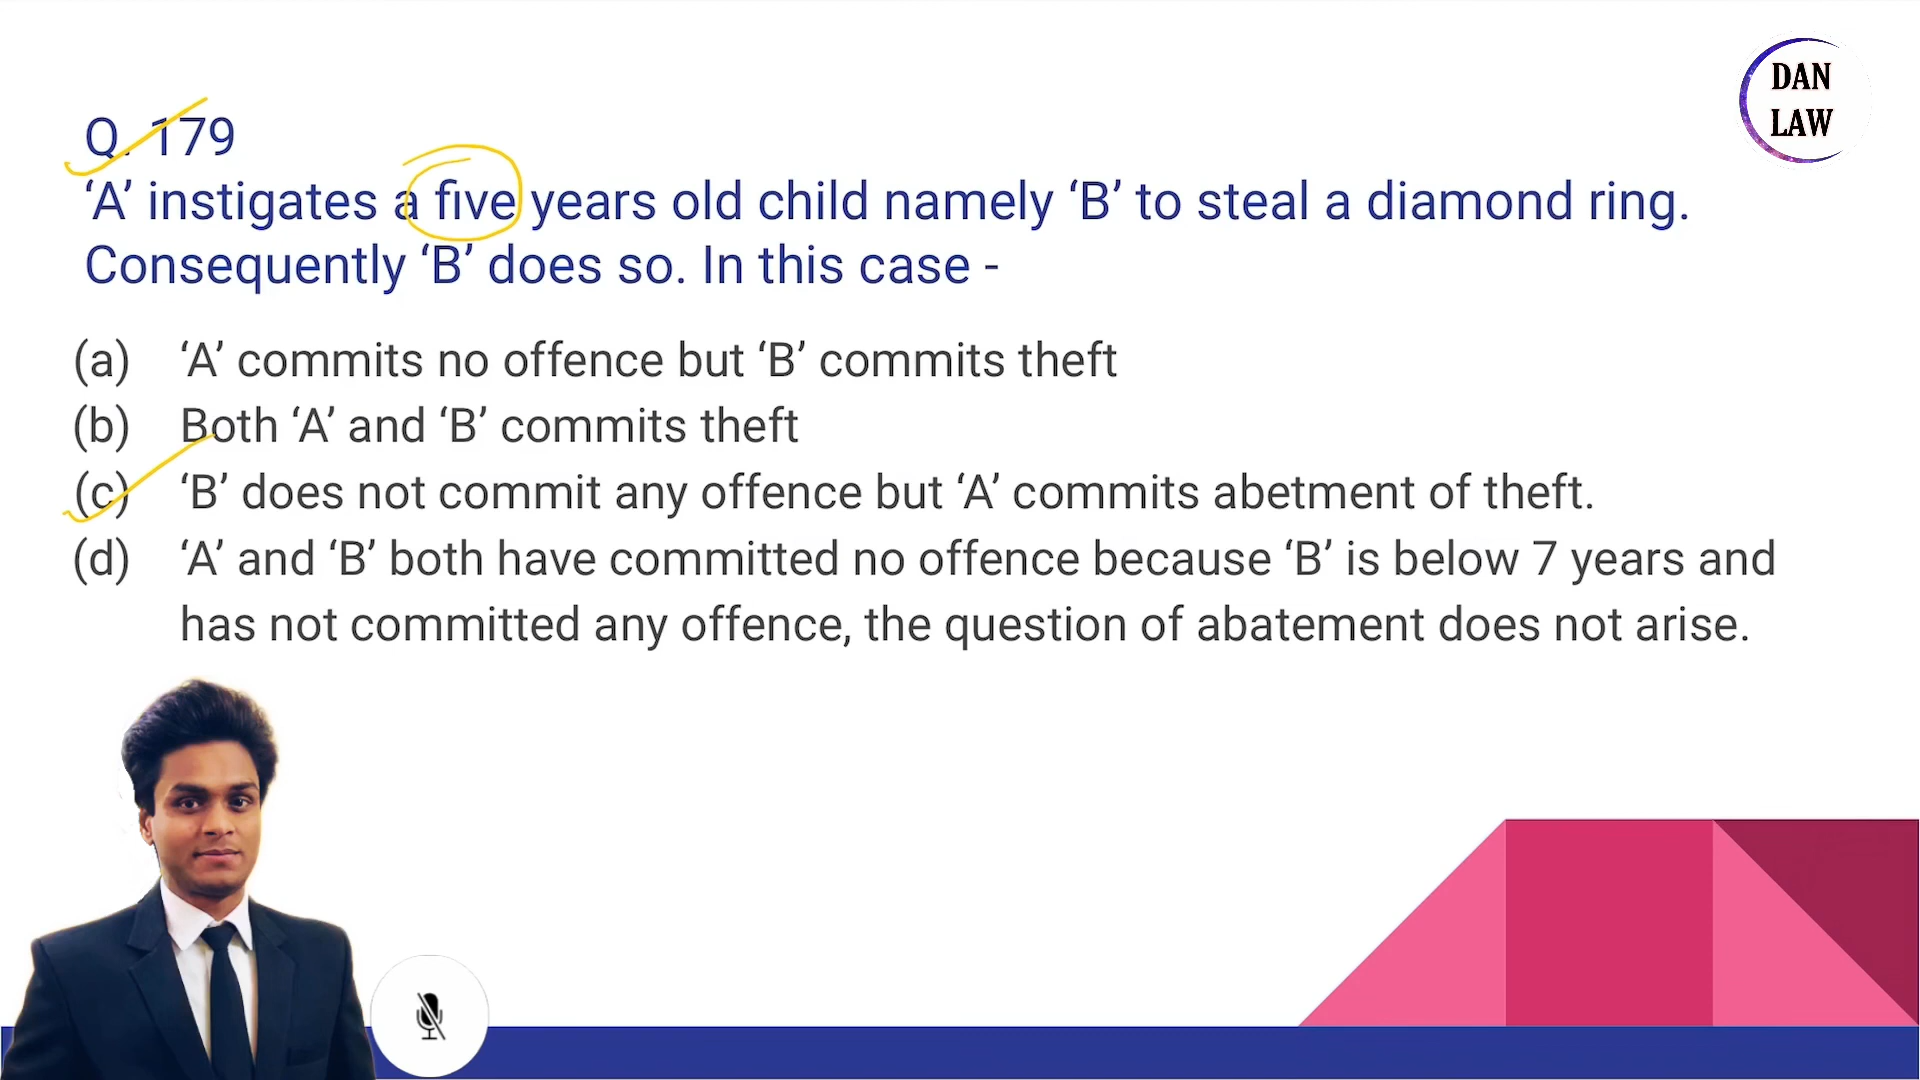 DAN
LAW
Q. 179
‘A’ instigates a five years old child namely ‘B’ to steal a diamond ring.
Consequently ‘B’ does so. In this case -
(a) ‘A’ commits no offence but ‘B’ commits theft
(b) Both ‘A’ and ‘B’ commits theft
(c) ‘B’ does not commit any offence but ‘A’ commits abetment of theft.
(d) ‘A’ and ‘B’ both have committed no offence because ‘B’ is below 7 years and
has not committed any offence, the question of abatement does not arise.